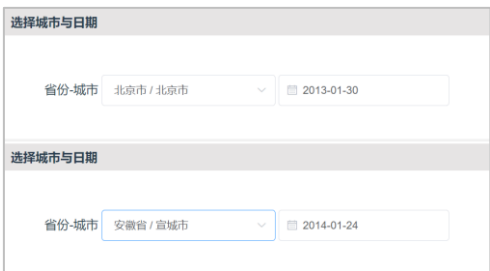 选择城市与日期
省份-城市 北京市 / 北京市 2013-01-30
选择城市与日期
省份-城市 安徽省 / 宣城市 2014-01-24